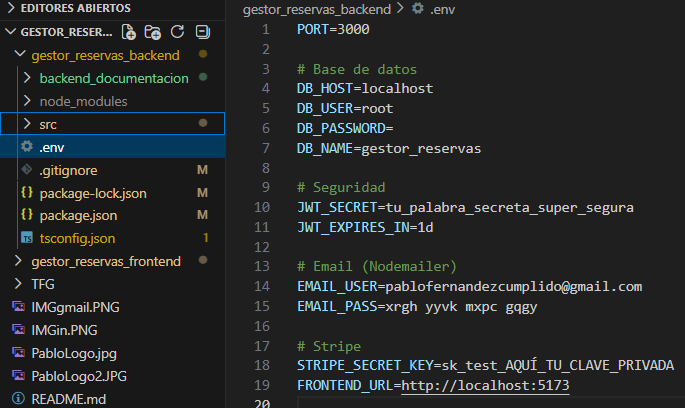 EDITORES ABIERTOS
GESTOR_RESER...
gestor_reservas_backend
backend_documentacion
node_modules
src
.env
.gitignore M
package-lock.json M
package.json M
TS tsconfig.json 1
gestor_reservas_frontend
TFG
IMGgmail.PNG
IMGin.PNG
PabloLogo.jpg
PabloLogo2.JPG
README.md
gestor_reservas_backend > .env
1 PORT=3000
2
3 # Base de datos
4 DB_HOST=localhost
5 DB_USER=root
6 DB_PASSWORD=
7 DB_NAME=gestor_reservas
8
9 # Seguridad
10 JWT_SECRET=tu_palabra_secreta_super_segura
11 JWT_EXPIRES_IN=1d
12
13 # Email (Nodemailer)
14 EMAIL_USER=pablofernandezcumplido@gmail.com
15 EMAIL_PASS=xrgh yyvk mxpc gqgy
16
17 # Stripe
18 STRIPE_SECRET_KEY=sk_test_AQUÍ_TU_CLAVE_PRIVADA
19 FRONTEND_URL=http://localhost:5173
20